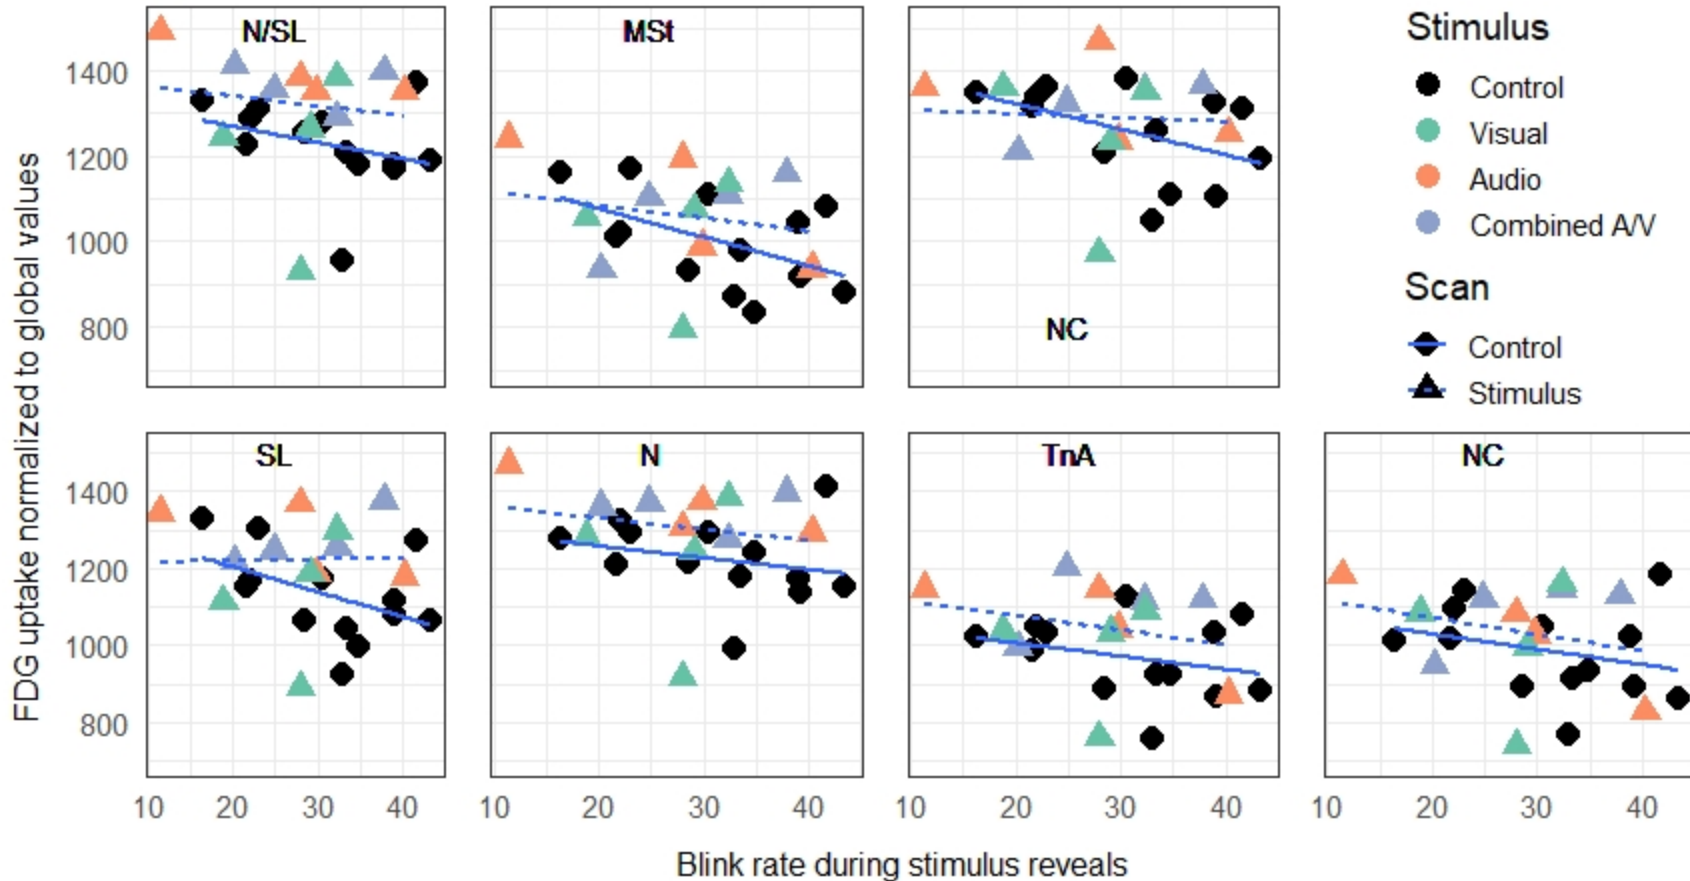 N/SL
MSt
NC
1400
1200
1000
800
SL
N
TnA
NC
1400
1200
1000
800
10 20 30 40
10 20 30 40
10 20 30 40
10 20 30 40
FDG uptake normalized to global values
Blink rate during stimulus reveals
Stimulus
Control
Visual
Audio
Combined A/V
Scan
Control
Stimulus